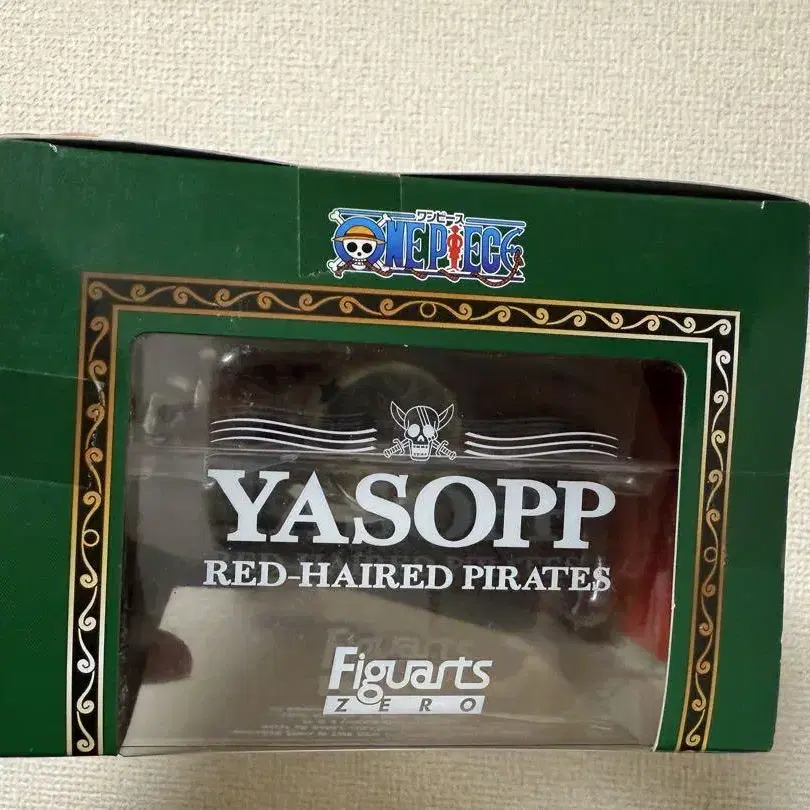 ワンピース
ONE PIECE
YASOPP
RED-HAIRED PIRATES
Figuarts
ZERO